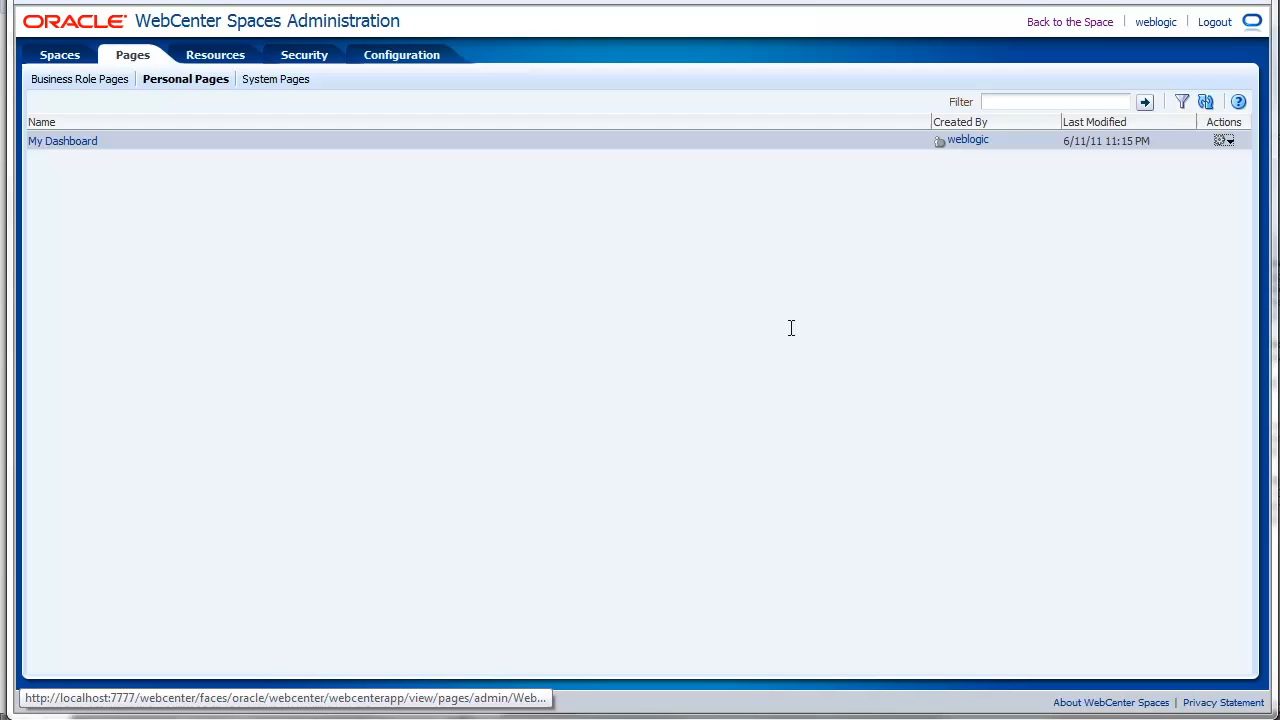 ORACLE WebCenter Spaces Administration
Back to the Space weblogic Logout
Spaces Pages Resources Security Configuration
Business Role Pages Personal Pages System Pages
Filter
Name Created By Last Modified Actions
My Dashboard weblogic 6/11/11 11:15 PM
http://localhost:7777/webcenter/faces/oracle/webcenter/webcenterapp/view/pages/admin/Web...
About WebCenter Spaces Privacy Statement